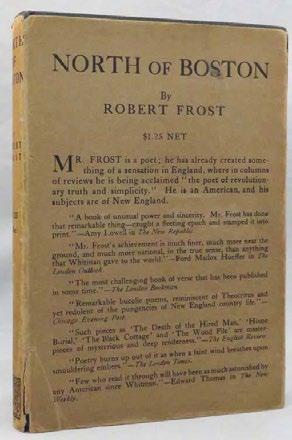 NORTH OF BOSTON
By
ROBERT FROST
$1.25 NET
MR. FROST is a poet; he has already created some-
thing of a sensation in England, where in columns
of reviews he is being acclaimed "the poet of revolution-
ary truth and simplicity." He is an American, and his
subjects are of New England.
"A book of unusual power and sincerity. Mr. Frost has done
that remarkable thing—caught a fleeting epoch and stamped it into
print."—Amy Lowell in The New Republic.
"Mr. Frost's achievement is much finer, much more near the
ground, and much more national, in the true sense, than anything
that Whitman gave to the world."—Ford Madox Hueffer in The
London Outlook.
"The most challenging book of verse that has been published
in some time."—The London Bookman.
"Remarkable bucolic poems, reminiscent of Theocritus and
yet redolent of the pungencies of New England country life."—
Chicago Evening Post.
"Such pieces as 'The Death of the Hired Man,' 'Home
Burial,' 'The Black Cottage' and 'The Wood Pile' are master-
pieces of mysterious and deep tenderness."—The English Review.
"Poetry burns up out of it as when a faint wind breathes upon
smouldering embers."—The London Times.
"Few who read it through will have been as much astonished by
any American since Whitman."—Edward Thomas in The New
Weekly.